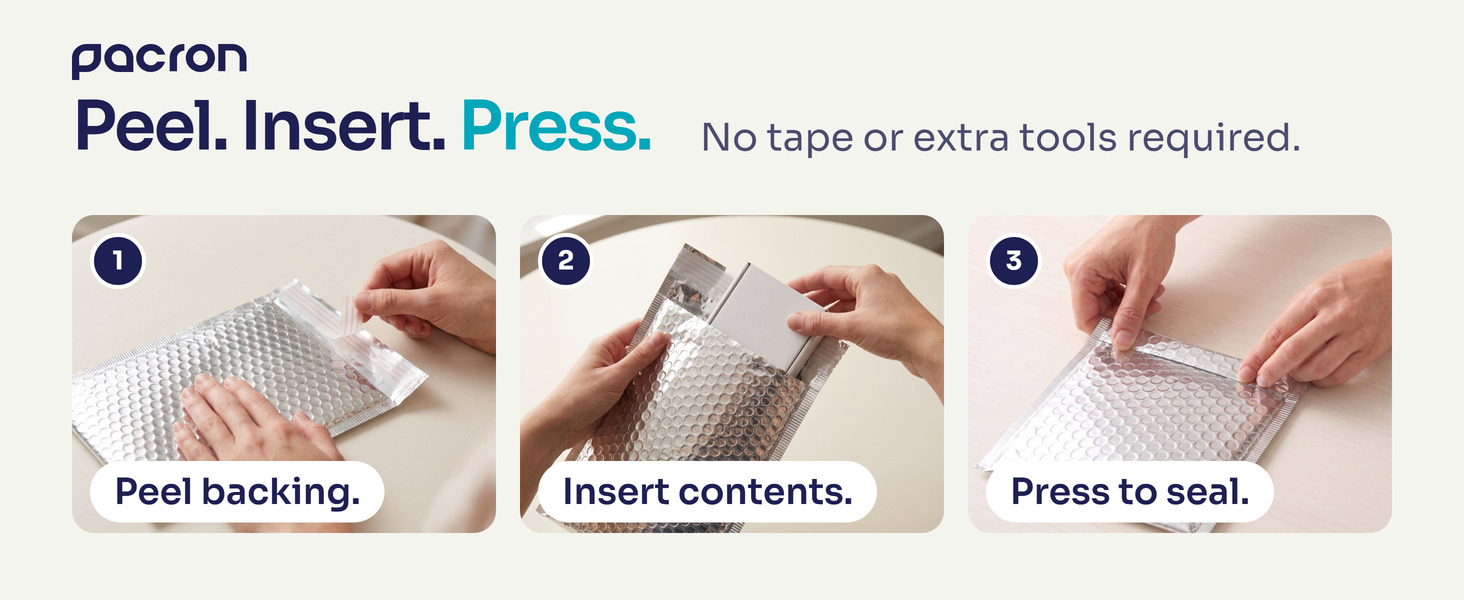 pacron
Peel. Insert. Press.
No tape or extra tools required.
1
Peel backing.
2
Insert contents.
3
Press to seal.